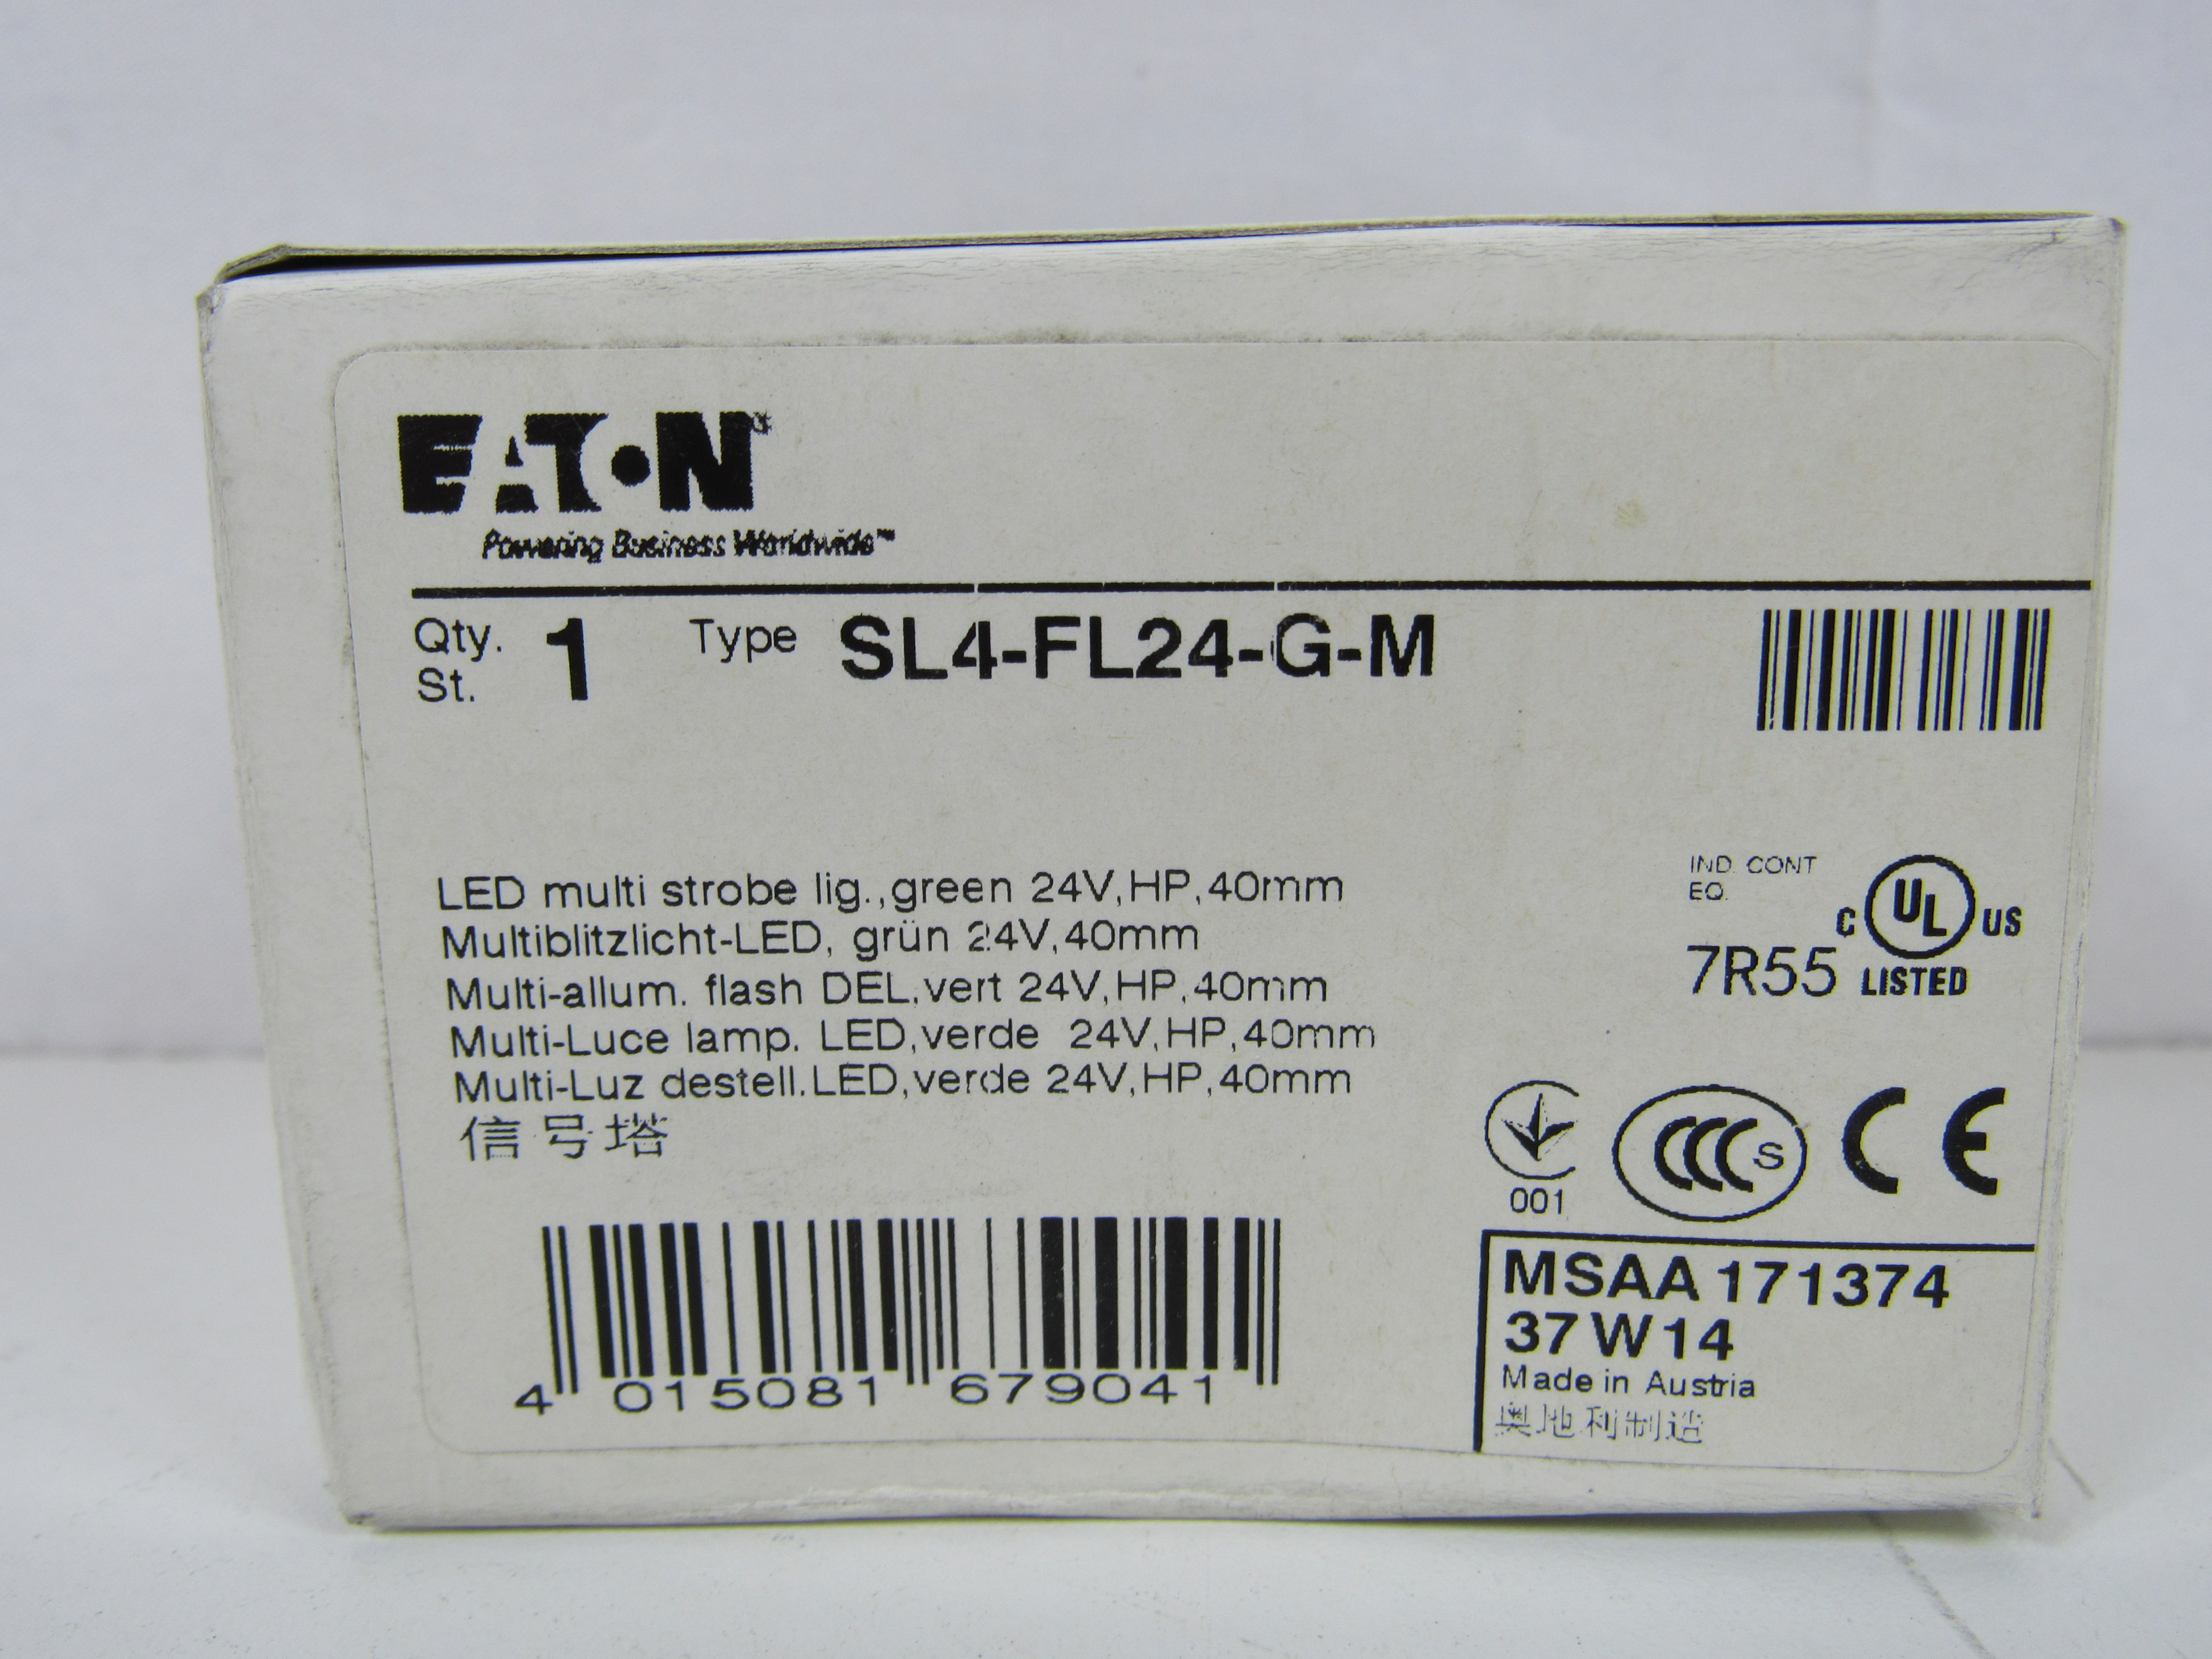 EATON
Powering Business Worldwide™
Qty. 1 Type SL4-FL24-G-M
St.
LED multi strobe lig.,green 24V,HP,40mm
Multiblitzlicht-LED, grün 24V,40mm
Multi-allum. flash DEL,vert 24V,HP,40mm
Multi-Luce lamp. LED,verde 24V,HP,40mm
Multi-Luz destell.LED,verde 24V,HP,40mm
信号塔
4 015081 679041
IND. CONT
EQ.
C UL US
7R55 LISTED
001
CCC S CE
MSAA 171374
37W14
Made in Austria
奥地利制造